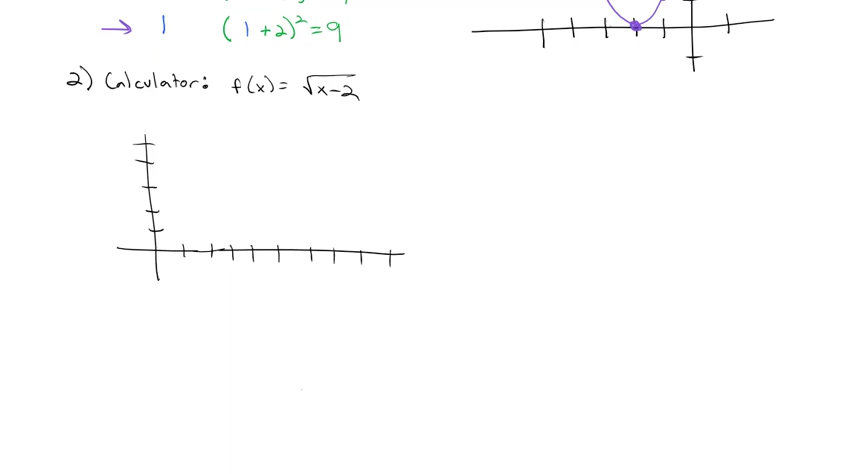 → 1 (1+2)² = 9
2) Calculator: f(x) = √(x-2)